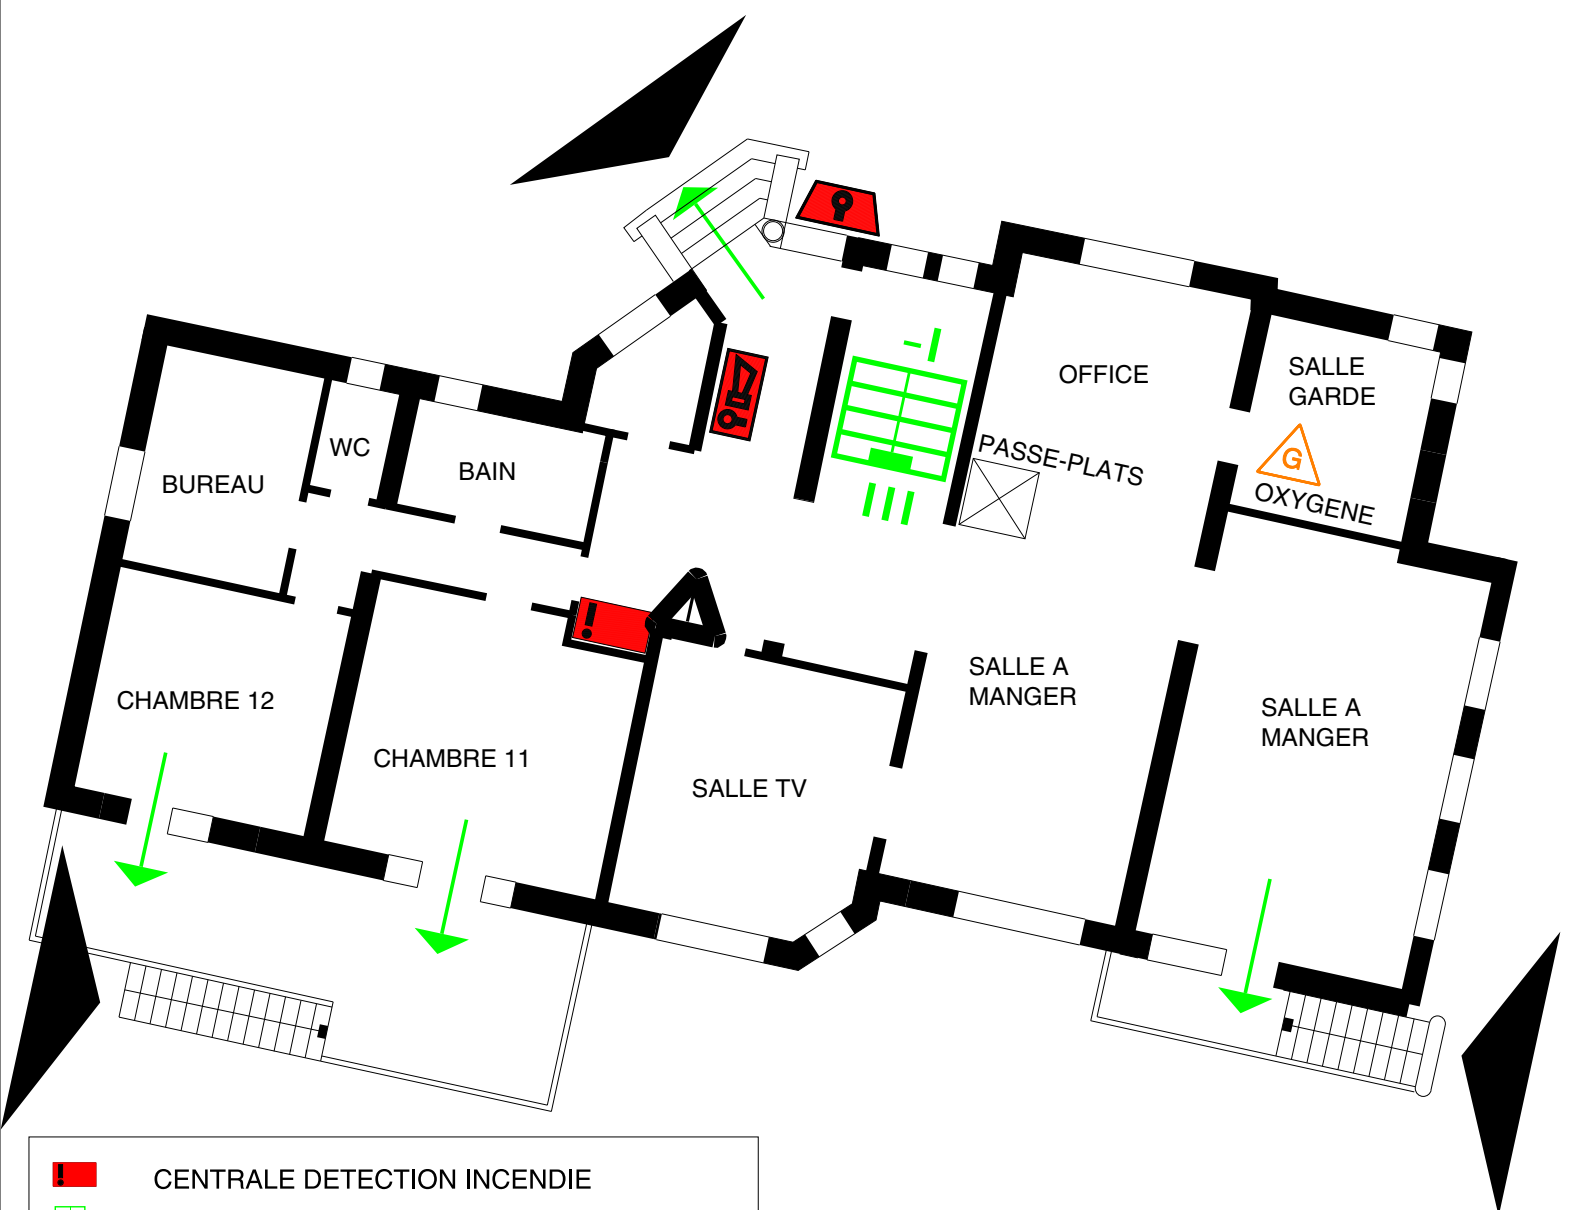 OFFICE
SALLE
GARDE
PASSE-PLATS
WC
BAIN
BUREAU
G
OXYGENE
SALLE A
MANGER
CHAMBRE 12
SALLE A
MANGER
CHAMBRE 11
SALLE TV
CENTRALE DETECTION INCENDIE